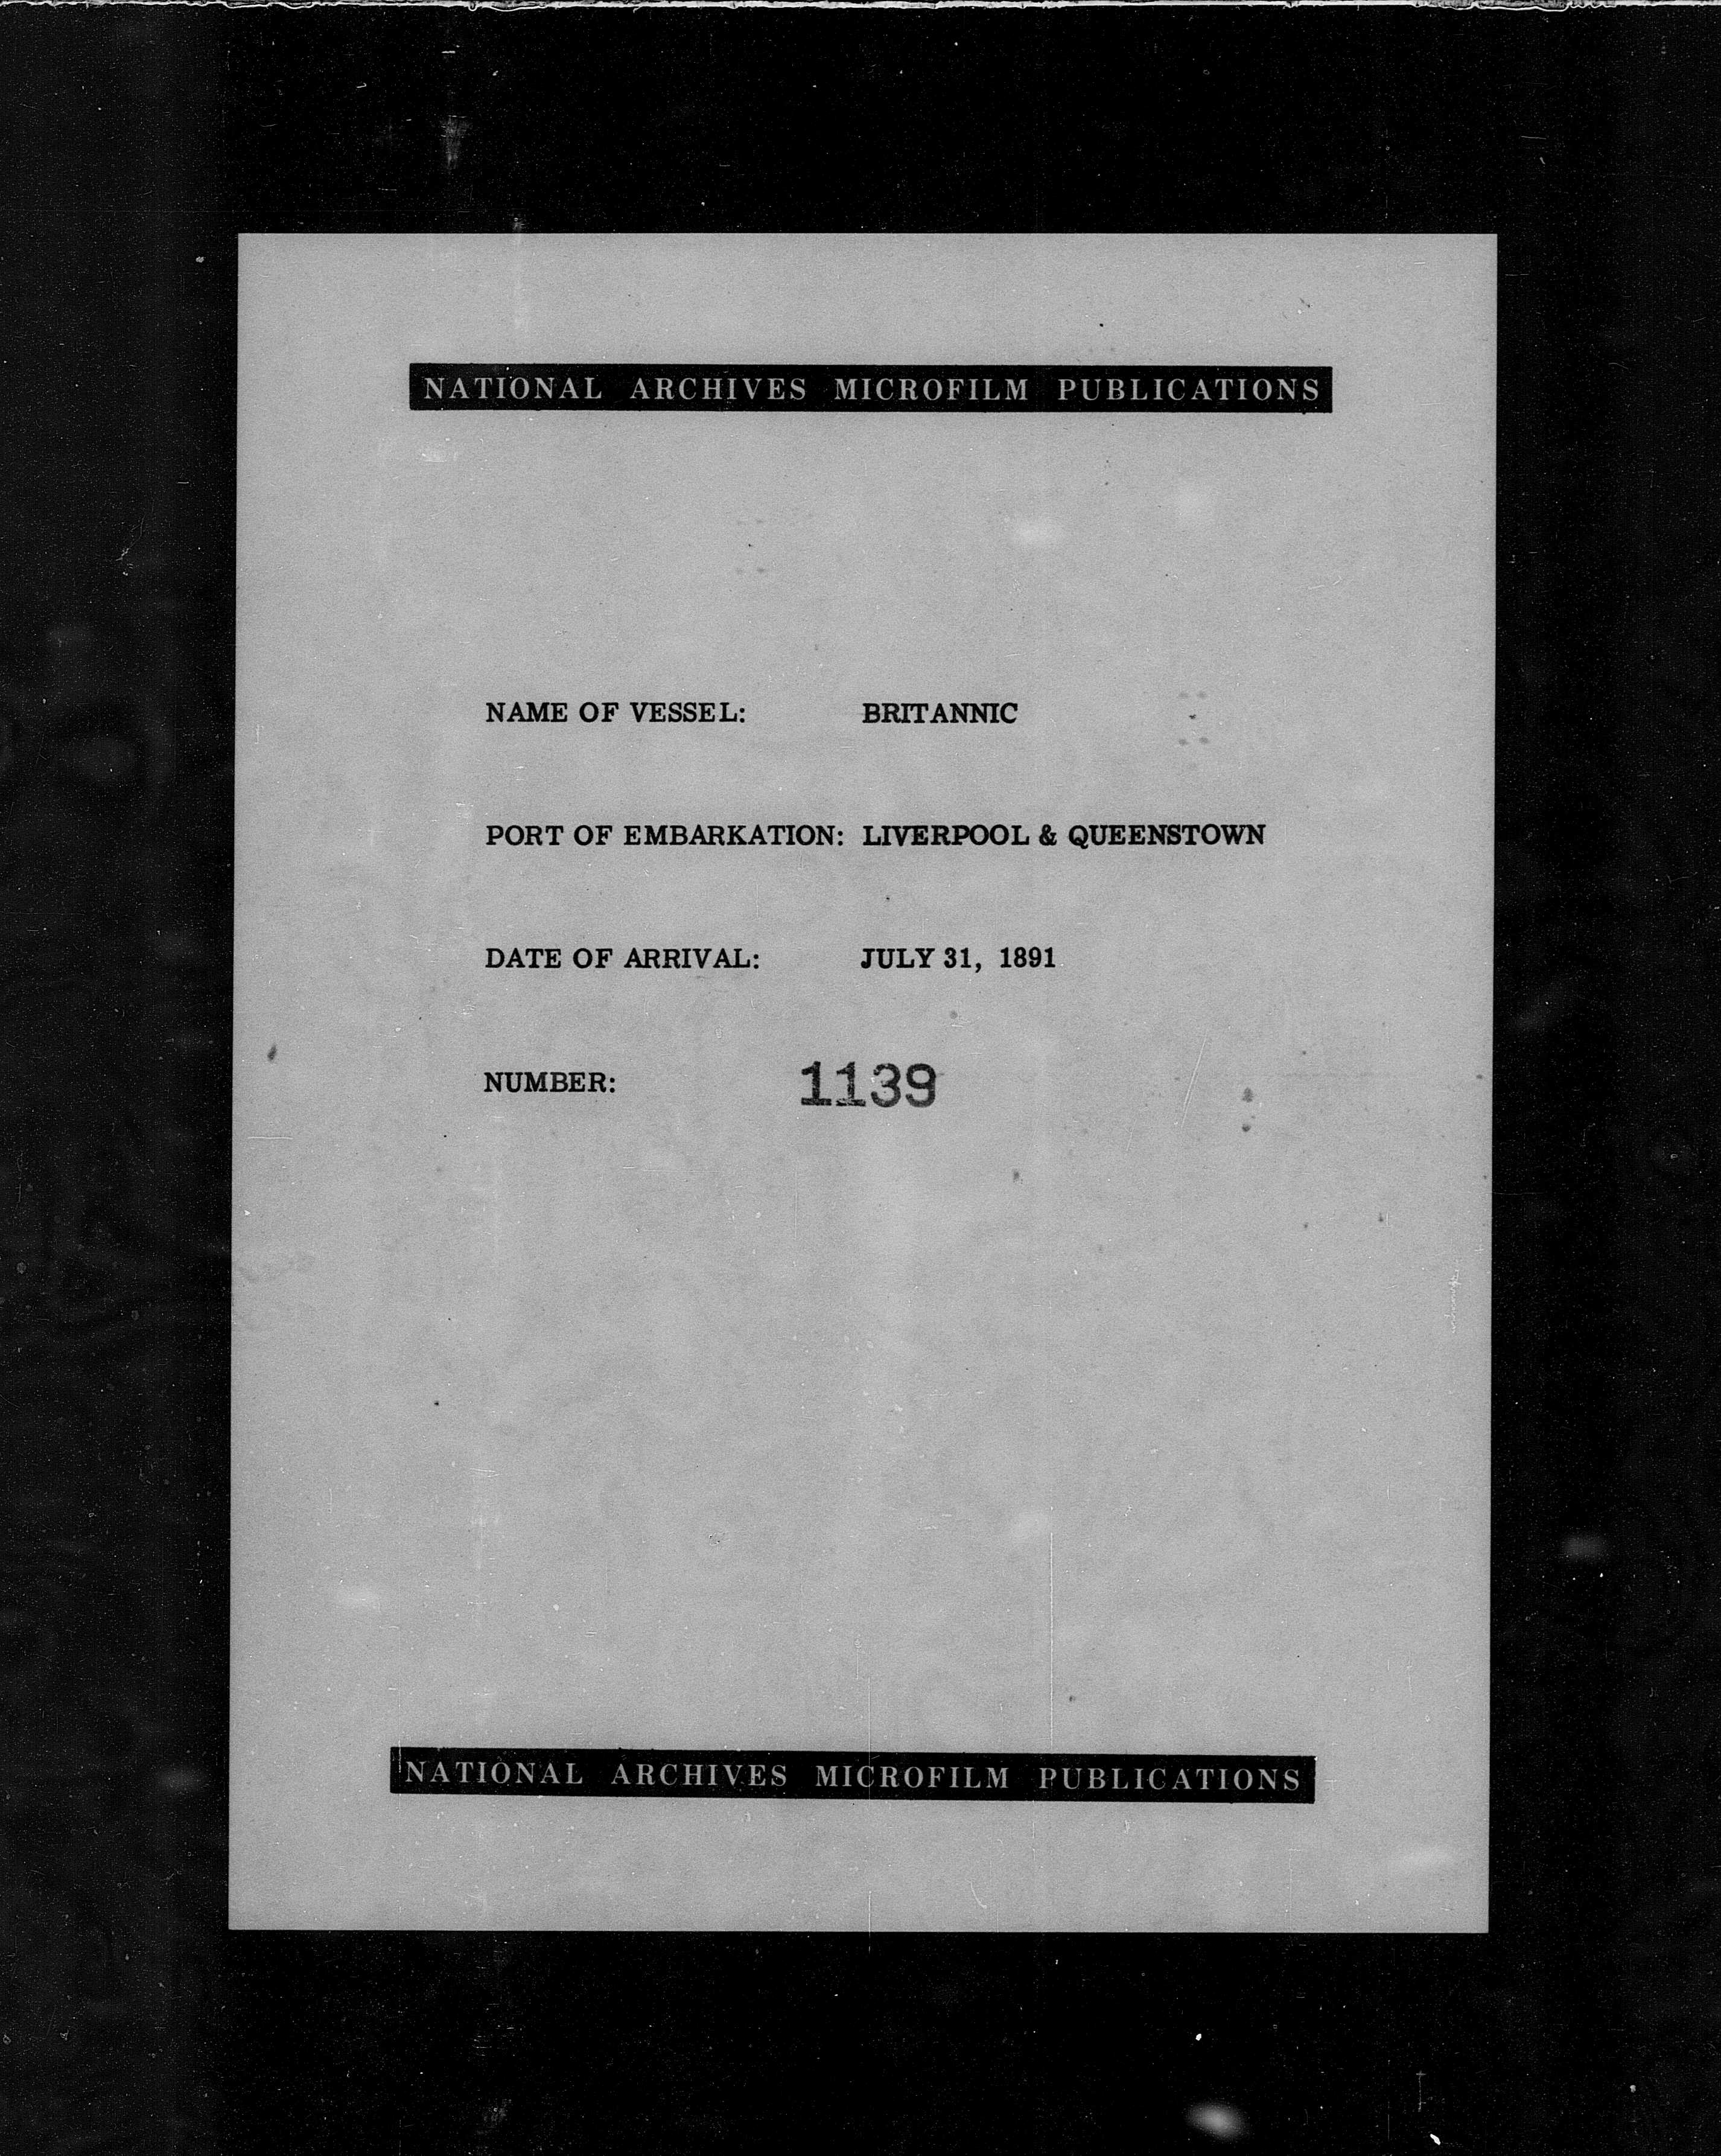 NATIONAL ARCHIVES MICROFILM PUBLICATIONS
NAME OF VESSEL: BRITANNIC
PORT OF EMBARKATION: LIVERPOOL & QUEENSTOWN
DATE OF ARRIVAL: JULY 31, 1891
NUMBER: 1139
NATIONAL ARCHIVES MICROFILM PUBLICATIONS